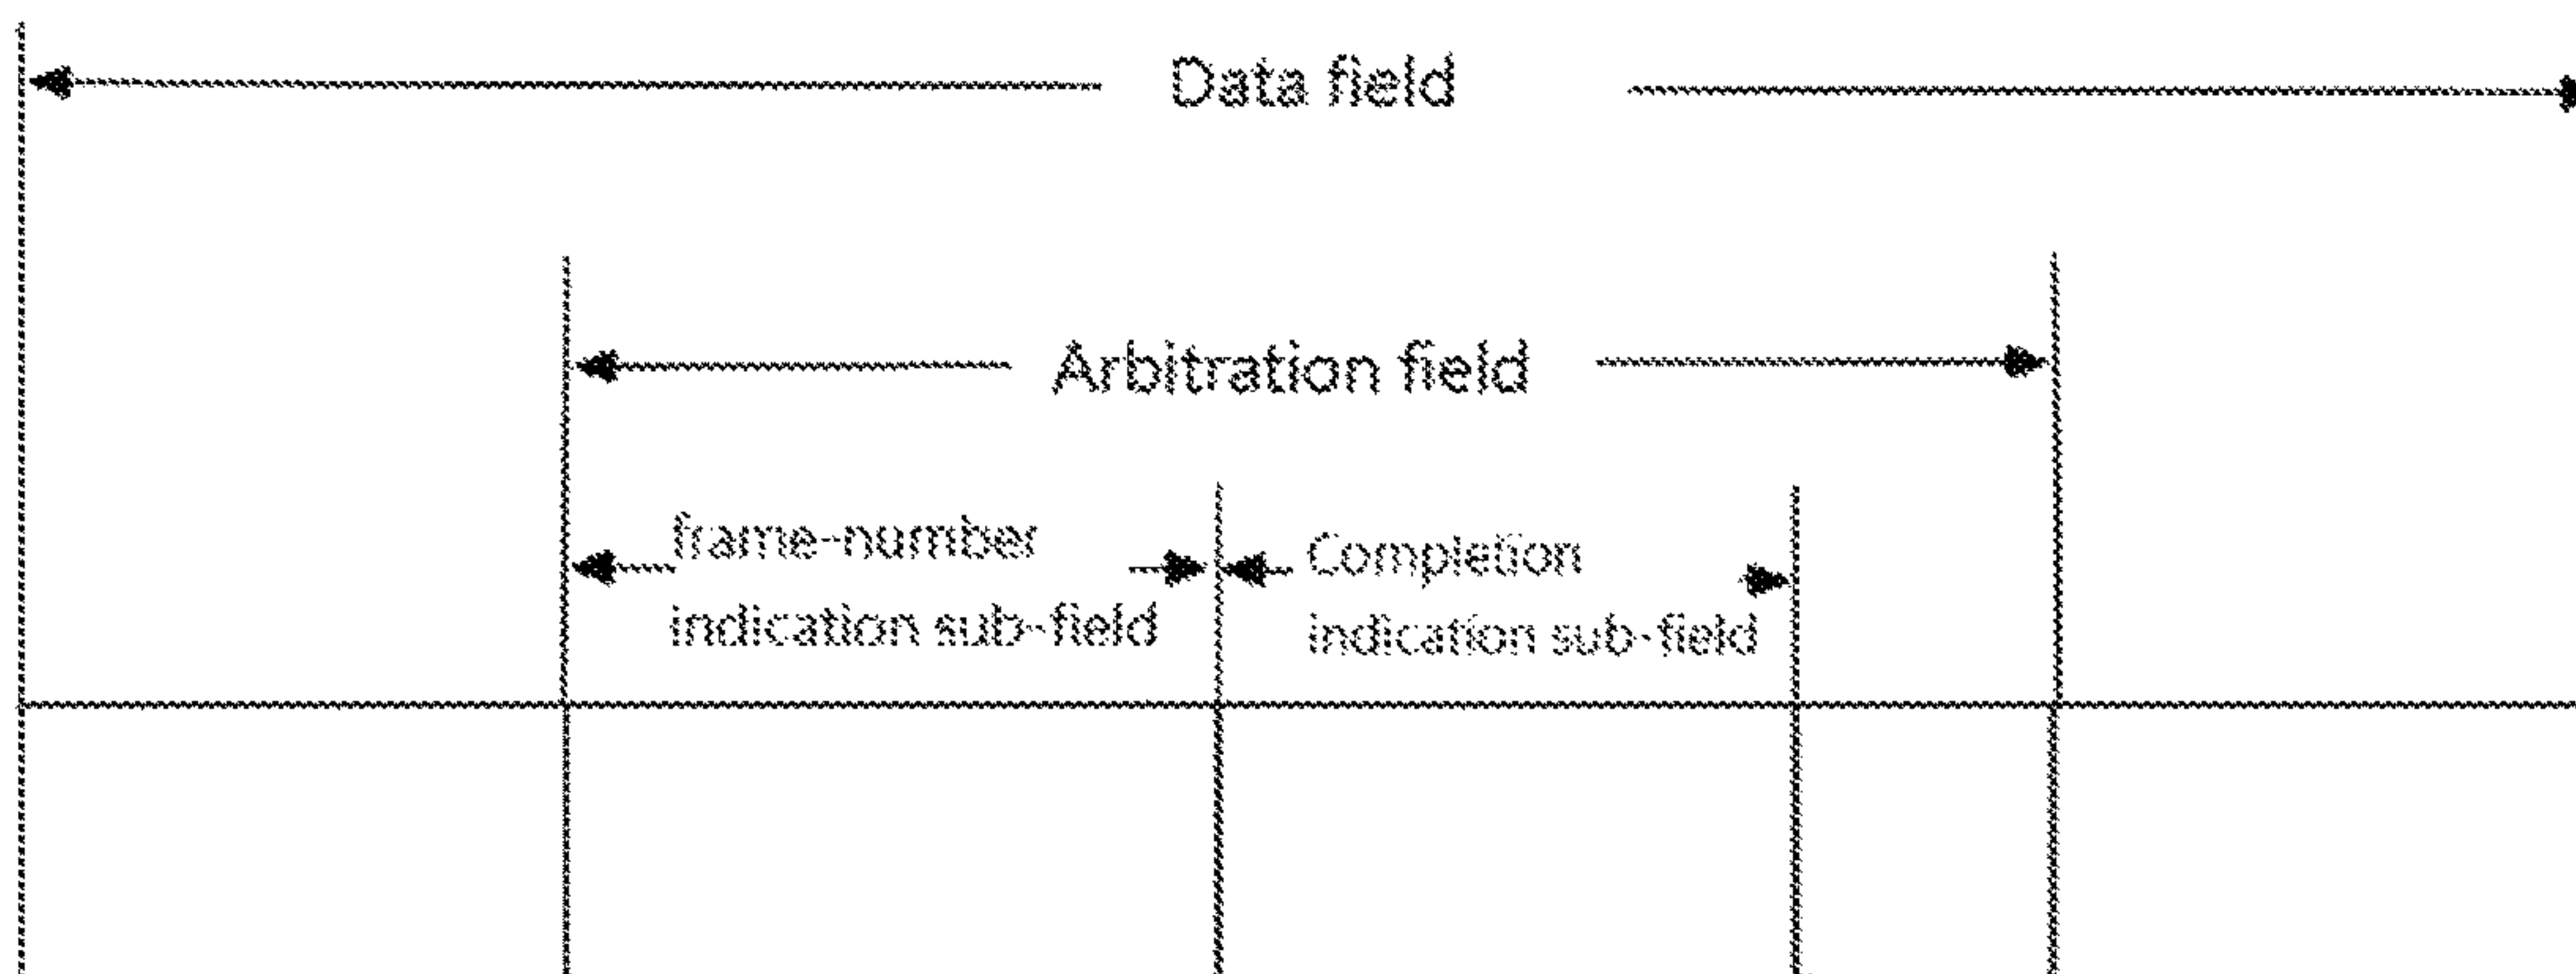 Data field
Arbitration field
frame-number
indication sub-field
Completion
indication sub-field